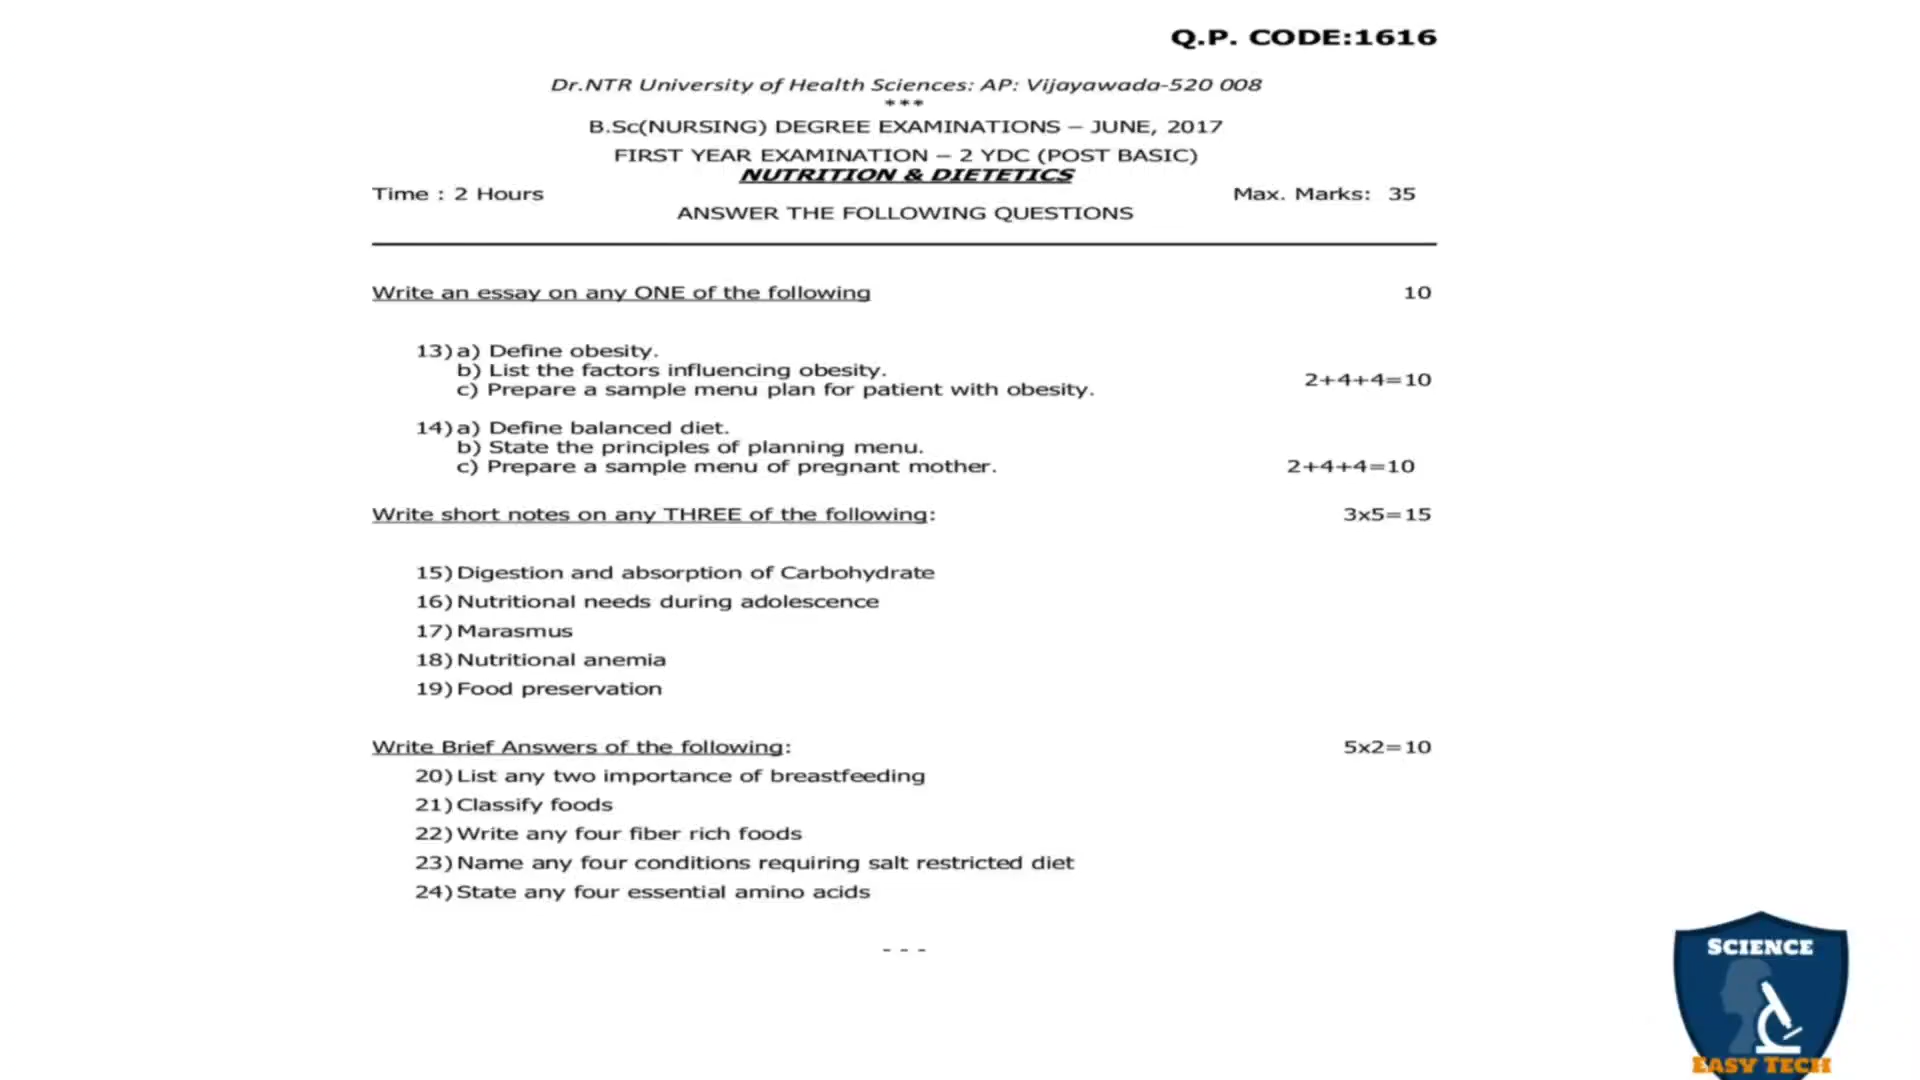 Q.P. CODE:1616
Dr.NTR University of Health Sciences: AP: Vijayawada-520 008
***
B.Sc(NURSING) DEGREE EXAMINATIONS – JUNE, 2017
FIRST YEAR EXAMINATION – 2 YDC (POST BASIC)
NUTRITION & DIETETICS
Time : 2 Hours Max. Marks: 35
ANSWER THE FOLLOWING QUESTIONS
Write an essay on any ONE of the following 10
13) a) Define obesity.
b) List the factors influencing obesity.
c) Prepare a sample menu plan for patient with obesity. 2+4+4=10
14) a) Define balanced diet.
b) State the principles of planning menu.
c) Prepare a sample menu of pregnant mother. 2+4+4=10
Write short notes on any THREE of the following: 3x5=15
15) Digestion and absorption of Carbohydrate
16) Nutritional needs during adolescence
17) Marasmus
18) Nutritional anemia
19) Food preservation
Write Brief Answers of the following: 5x2=10
20) List any two importance of breastfeeding
21) Classify foods
22) Write any four fiber rich foods
23) Name any four conditions requiring salt restricted diet
24) State any four essential amino acids
- - -
SCIENCE
EASY TECH